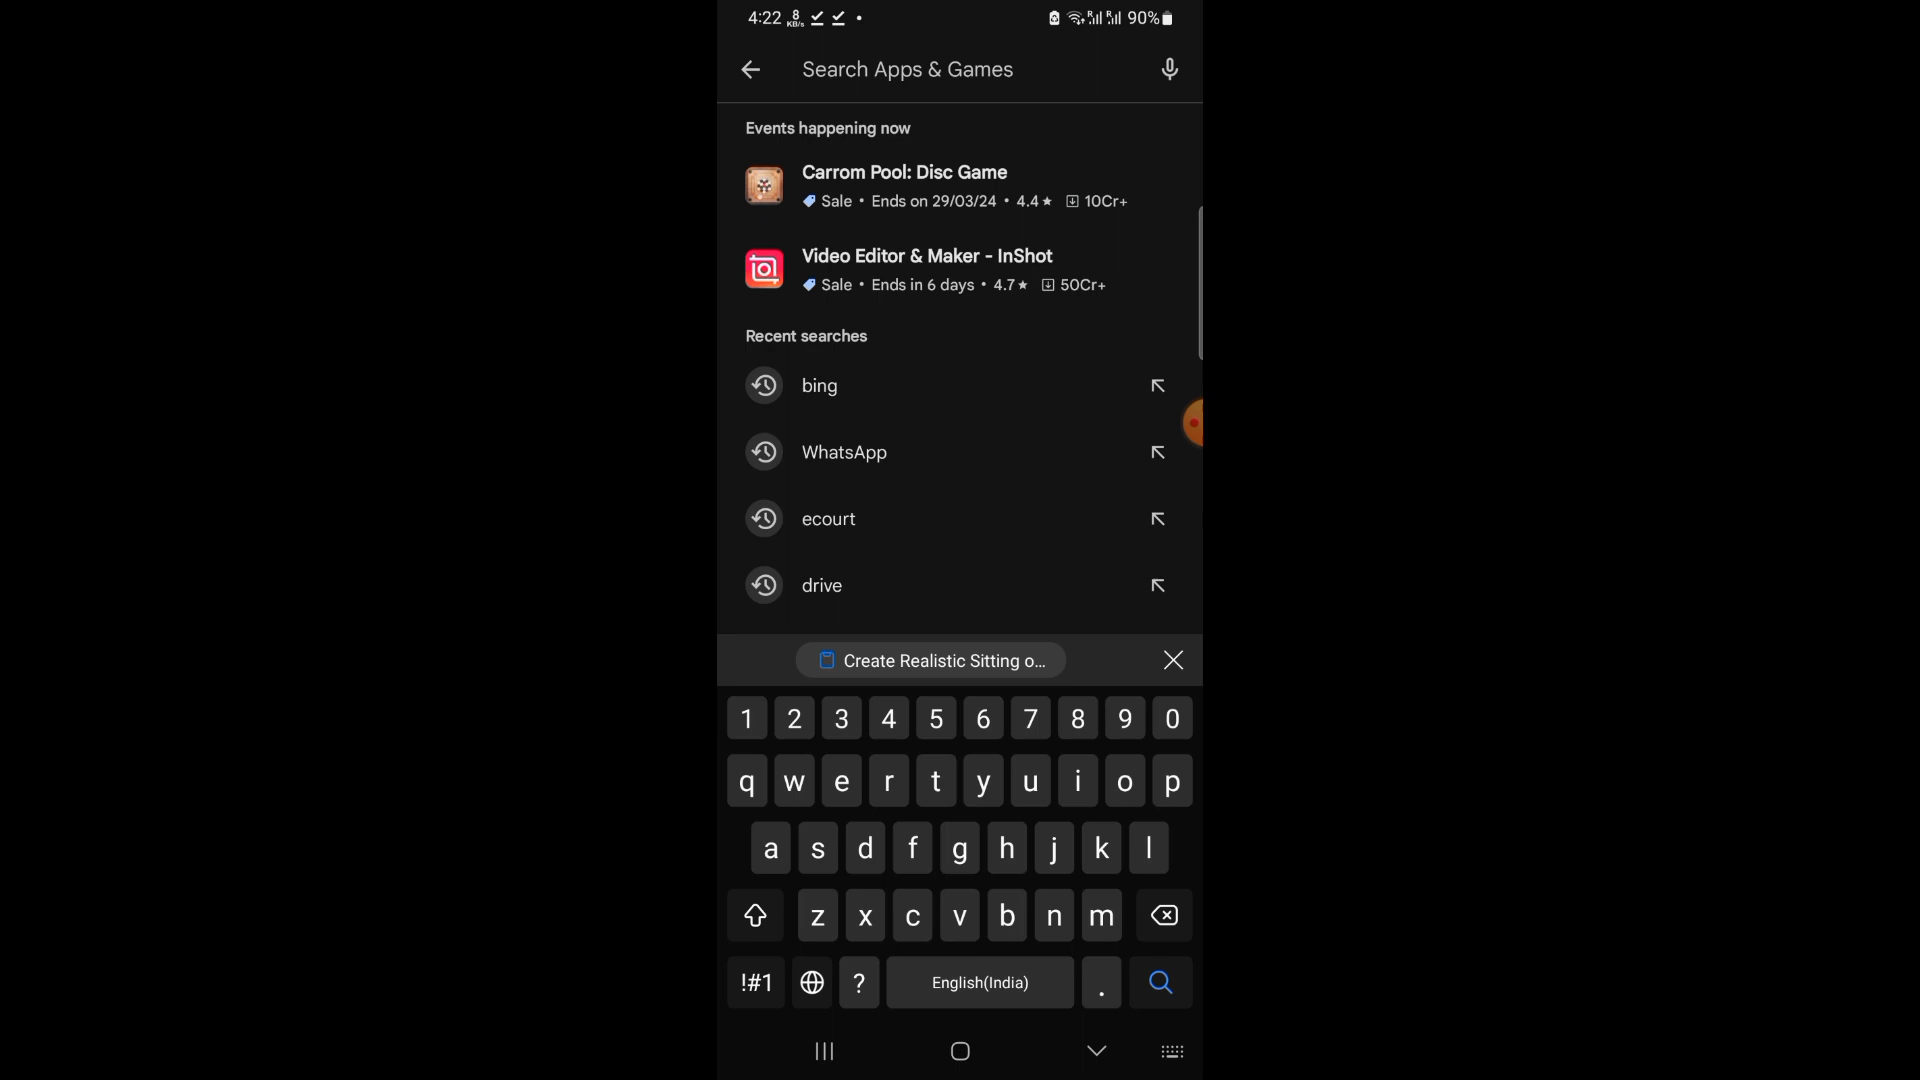 4:22 8 KB/s 90%
Search Apps & Games
Events happening now
Carrom Pool: Disc Game
Sale • Ends on 29/03/24 • 4.4★ 10Cr+
Video Editor & Maker - InShot
Sale • Ends in 6 days • 4.7★ 50Cr+
Recent searches
bing
WhatsApp
ecourt
drive
Create Realistic Sitting o...
1 2 3 4 5 6 7 8 9 0
q w e r t y u i o p
a s d f g h j k l
z x c v b n m
!#1 ? English(India) .